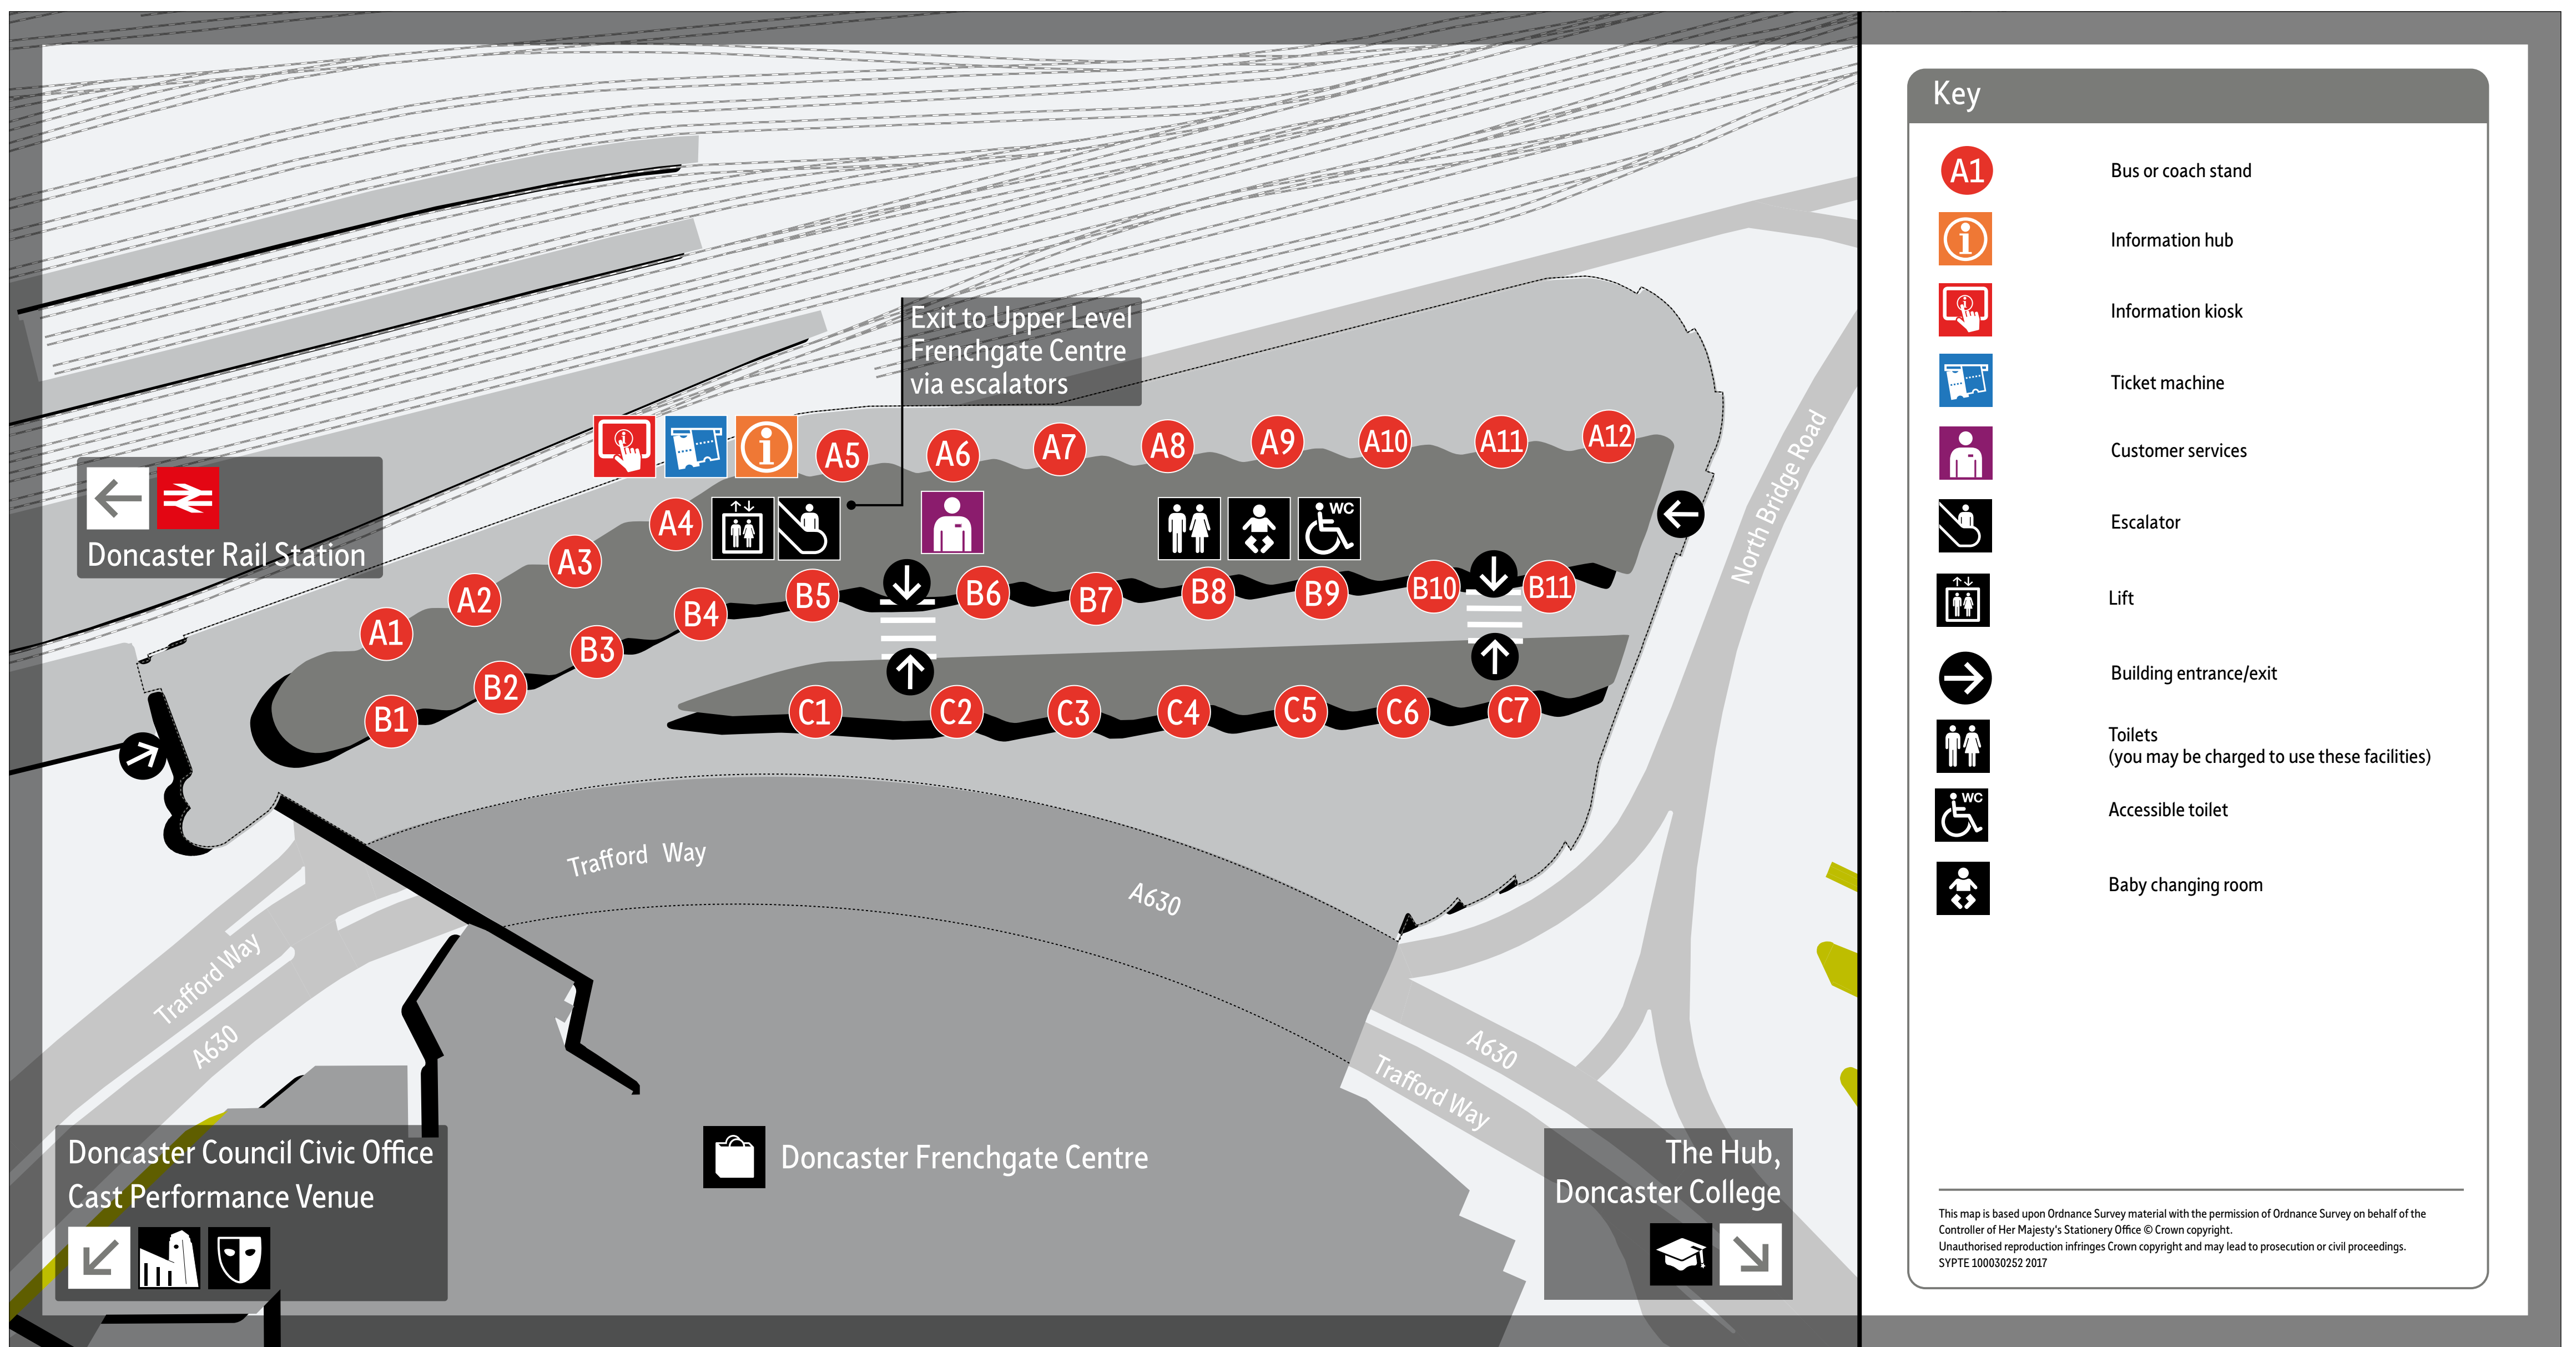 Exit to Upper Level
Frenchgate Centre
via escalators
Doncaster Rail Station
A1
A2
A3
A4
A5
A6
A7
A8
A9
A10
A11
A12
B1
B2
B3
B4
B5
B6
B7
B8
B9
B10
B11
WC
C1
C2
C3
C4
C5
C6
C7
North Bridge Road
Trafford Way
A630
Trafford Way
A630
A630
Trafford Way
Doncaster Council Civic Office
Cast Performance Venue
Doncaster Frenchgate Centre
The Hub,
Doncaster College
Key
A1 Bus or coach stand
Information hub
Information kiosk
Ticket machine
Customer services
Escalator
Lift
Building entrance/exit
Toilets
(you may be charged to use these facilities)
WC Accessible toilet
Baby changing room
This map is based upon Ordnance Survey material with the permission of Ordnance Survey on behalf of the
Controller of Her Majesty's Stationery Office © Crown copyright.
Unauthorised reproduction infringes Crown copyright and may lead to prosecution or civil proceedings.
SYPTE 100030252 2017